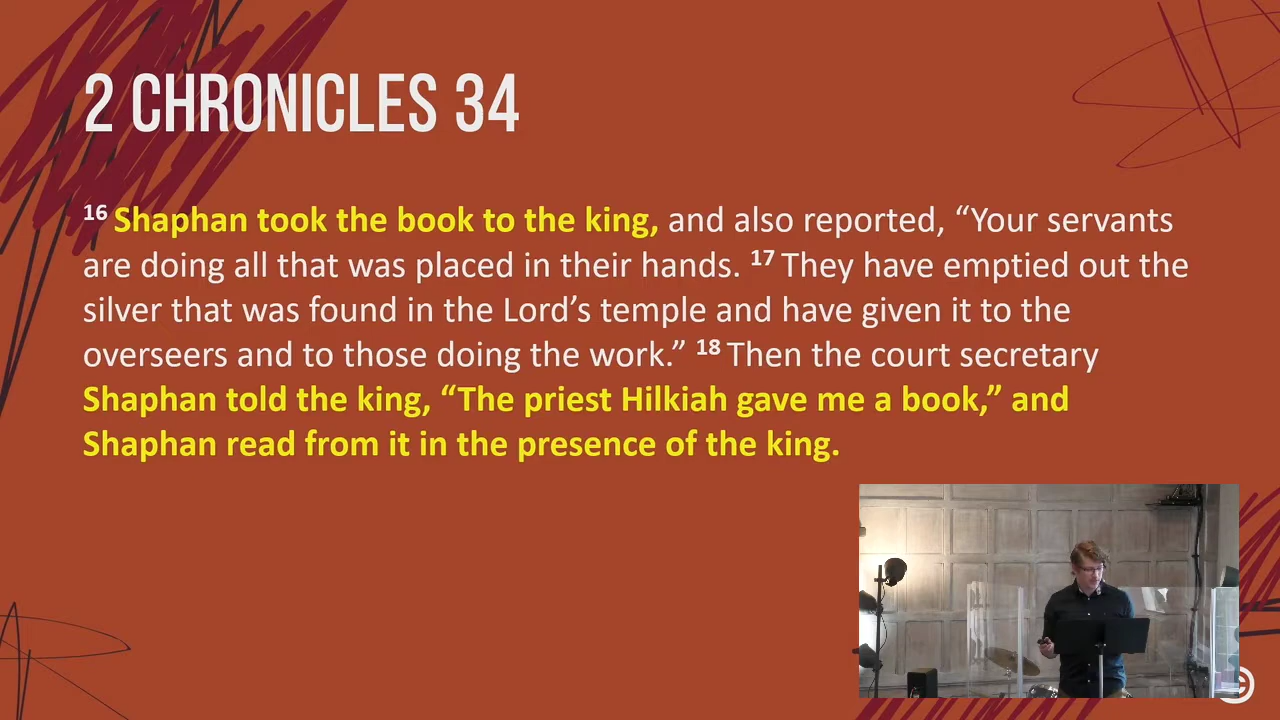 2 CHRONICLES 34
16 Shaphan took the book to the king, and also reported, “Your servants
are doing all that was placed in their hands. 17 They have emptied out the
silver that was found in the Lord’s temple and have given it to the
overseers and to those doing the work.” 18 Then the court secretary
Shaphan told the king, “The priest Hilkiah gave me a book,” and
Shaphan read from it in the presence of the king.